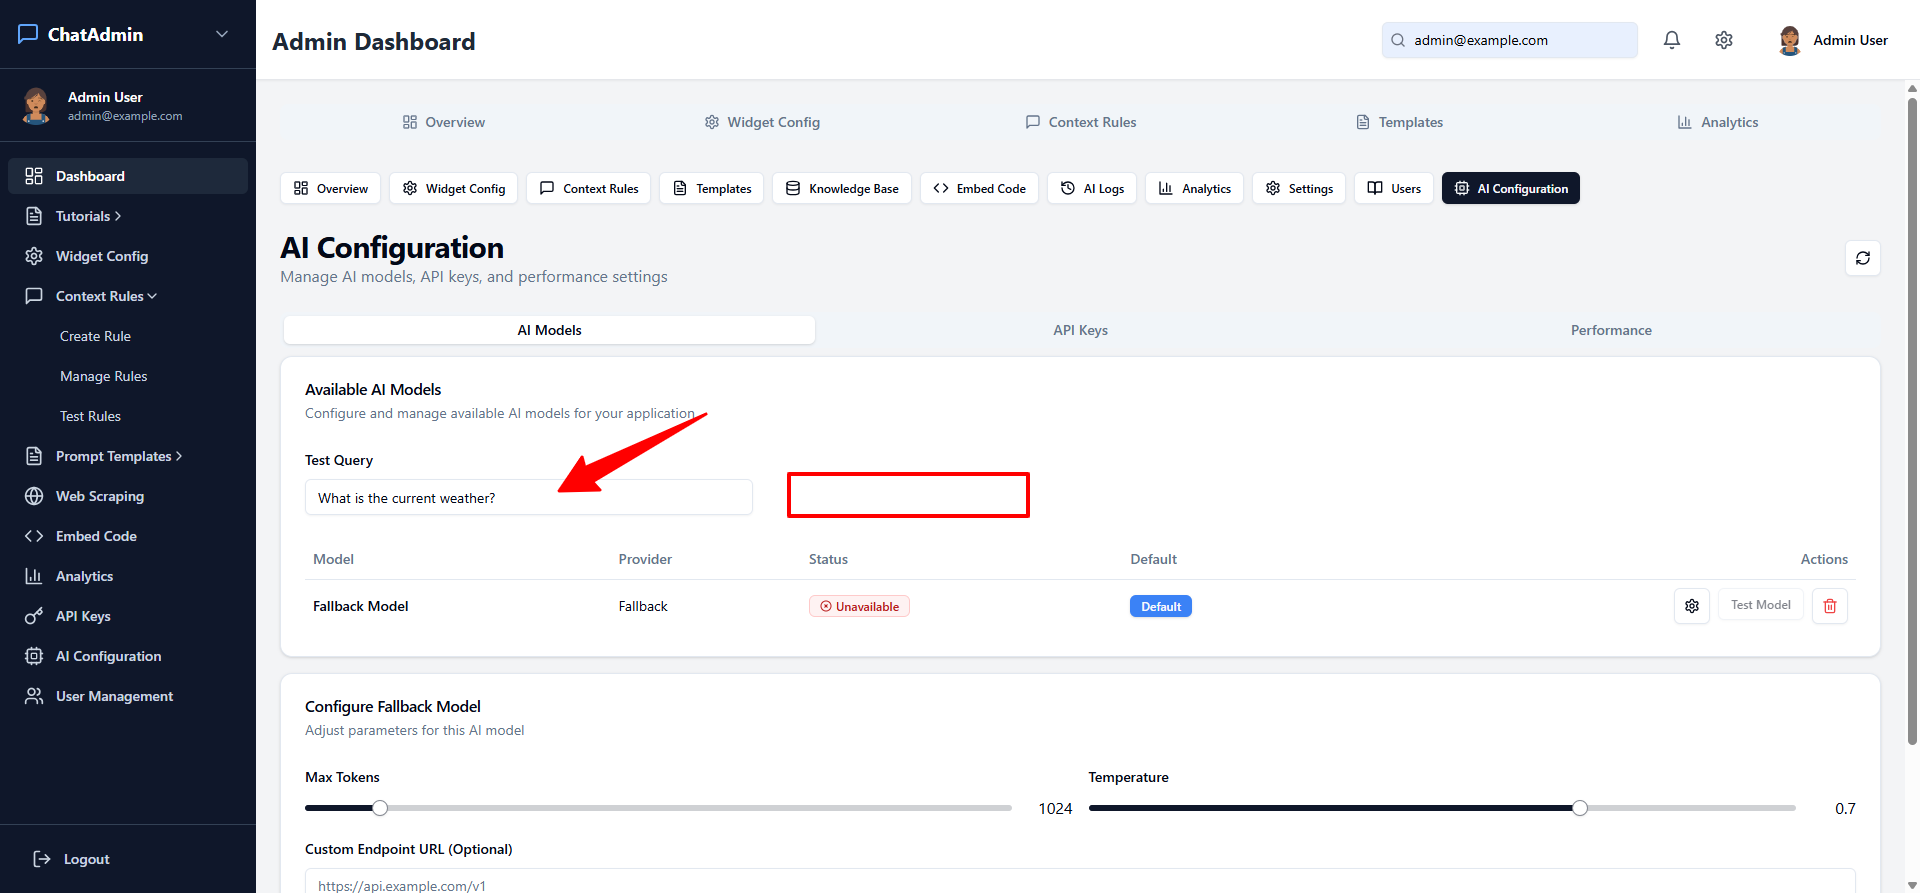 ChatAdmin
Admin User
admin@example.com
Dashboard
Tutorials
Widget Config
Context Rules
Create Rule
Manage Rules
Test Rules
Prompt Templates
Web Scraping
Embed Code
Analytics
API Keys
AI Configuration
User Management
Logout
Admin Dashboard
admin@example.com
Admin User
Overview Widget Config Context Rules Templates Analytics
Overview Widget Config Context Rules Templates Knowledge Base Embed Code AI Logs Analytics Settings Users AI Configuration
AI Configuration
Manage AI models, API keys, and performance settings
AI Models API Keys Performance
Available AI Models
Configure and manage available AI models for your application
Test Query
What is the current weather?
Model Provider Status Default Actions
Fallback Model Fallback Unavailable Default Test Model
Configure Fallback Model
Adjust parameters for this AI model
Max Tokens Temperature
1024 0.7
Custom Endpoint URL (Optional)
https://api.example.com/v1